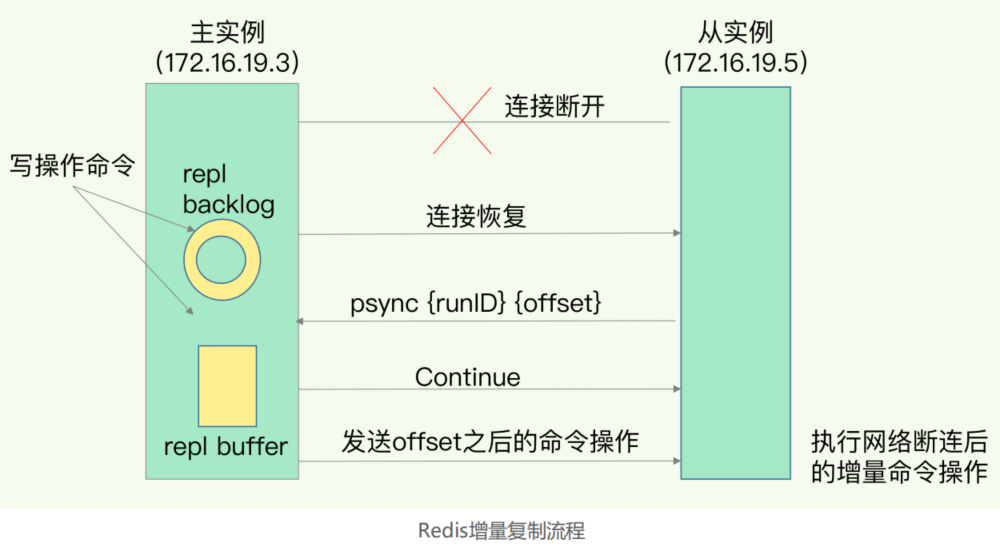 主实例
(172.16.19.3)
从实例
(172.16.19.5)
连接断开
写操作命令
repl
backlog
连接恢复
psync {runID} {offset}
Continue
repl buffer
发送offset之后的命令操作
执行网络断连后
的增量命令操作
Redis增量复制流程